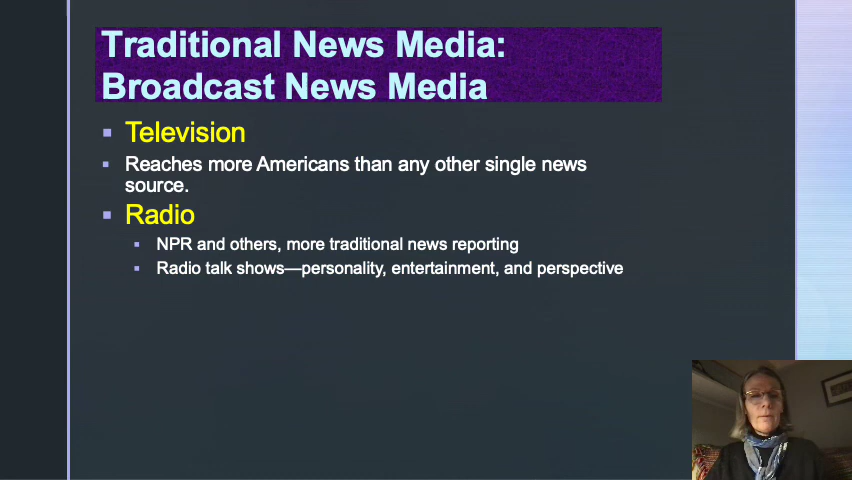 Traditional News Media:
Broadcast News Media
Television
Reaches more Americans than any other single news
source.
Radio
NPR and others, more traditional news reporting
Radio talk shows—personality, entertainment, and perspective